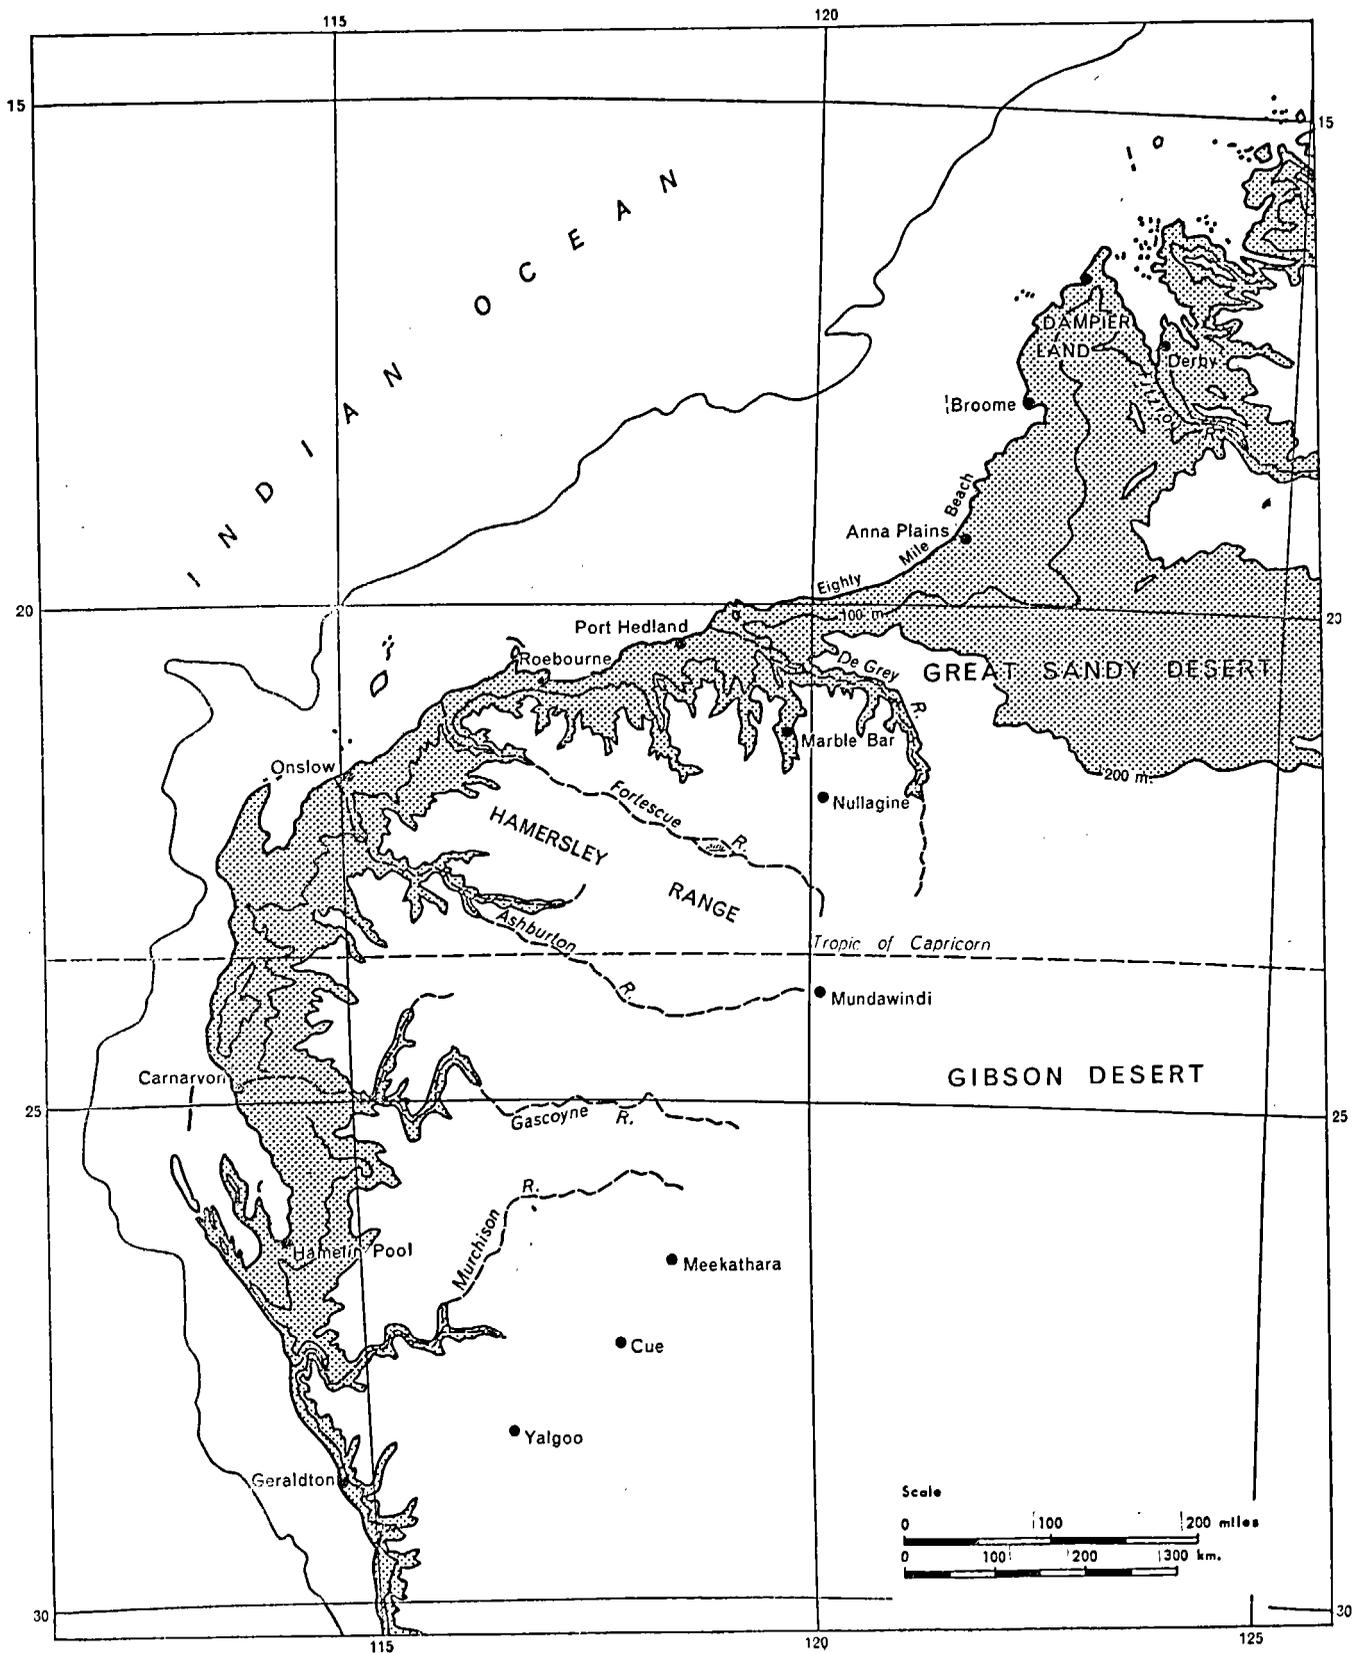 115
120
15
15
INDIAN OCEAN
DAMPIER
LAND
Derby
Broome
Beach
Anna Plains
Mile
Eighty
20
20
100 m.
Port Hedland
Roebourne
De Grey
R.
GREAT SANDY DESERT
Marble Bar
200 m.
Onslow
Nullagine
Fortescue
R.
HAMERSLEY
RANGE
Ashburton
R.
Tropic of Capricorn
Mundawindi
Carnarvon
GIBSON DESERT
25
25
Gascoyne
R.
R.
Murchison
Hamelin Pool
Meekathara
Cue
Yalgoo
Geraldton
Scale
0 100 200 miles
0 100 200 300 km.
30
30
115
120
125